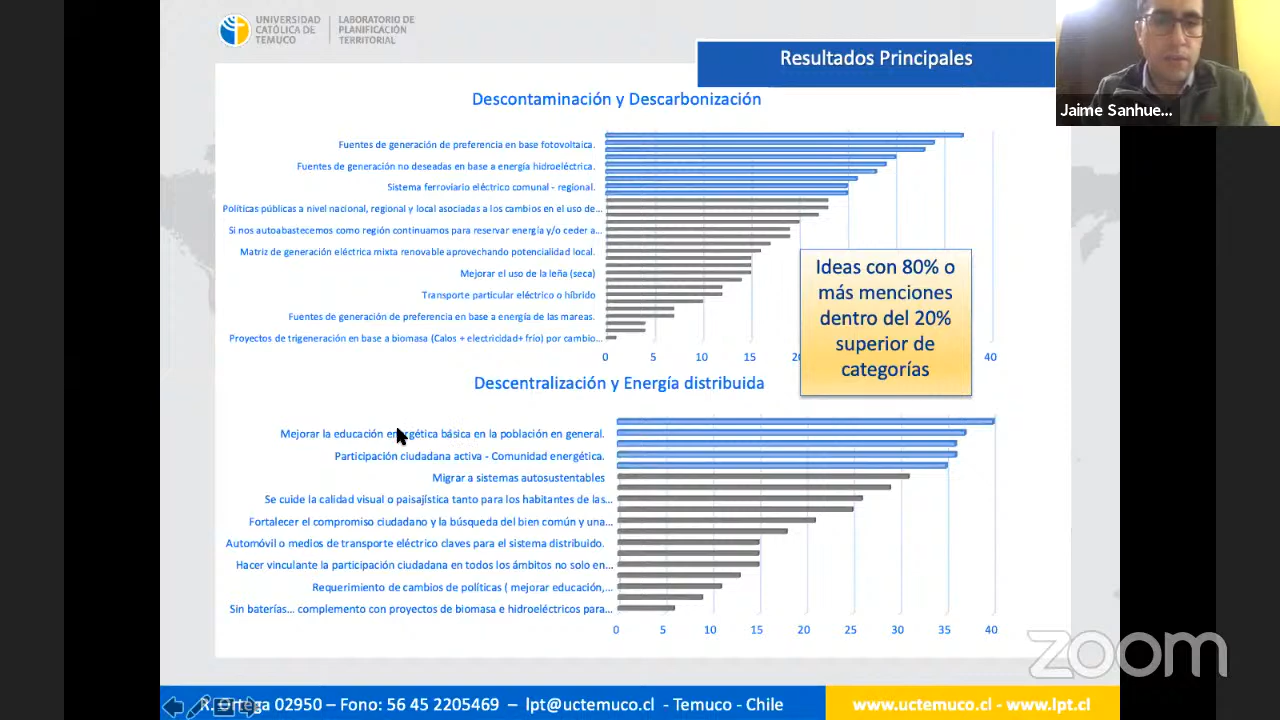 UNIVERSIDAD
CATÓLICA DE
TEMUCO
LABORATORIO DE
PLANIFICACIÓN
TERRITORIAL
Resultados Principales
Jaime Sanhue...
Descontaminación y Descarbonización
Fuentes de generación de preferencia en base fotovoltaica.
Fuentes de generación no deseadas en base a energía hidroeléctrica.
Sistema ferroviario eléctrico comunal - regional.
Políticas públicas a nivel nacional, regional y local asociadas a los cambios en el uso de...
Si nos autoabastecemos como región continuamos para reservar energía y/o ceder a...
Matriz de generación eléctrica mixta renovable aprovechando potencialidad local.
Mejorar el uso de la leña (seca)
Transporte particular eléctrico o híbrido
Fuentes de generación de preferencia en base a energía de las mareas.
Proyectos de trigeneración en base a biomasa (Calos + electricidad+ frío) por cambio...
0 5 10 15 40
Ideas con 80% o
más menciones
dentro del 20%
superior de
categorías
Descentralización y Energía distribuida
Mejorar la educación energética básica en la población en general.
Participación ciudadana activa - Comunidad energética.
Migrar a sistemas autosustentables
Se cuide la calidad visual o paisajística tanto para los habitantes de las...
Fortalecer el compromiso ciudadano y la búsqueda del bien común y una...
Automóvil o medios de transporte eléctrico claves para el sistema distribuido.
Hacer vinculante la participación ciudadana en todos los ámbitos no solo en...
Requerimiento de cambios de políticas ( mejorar educación,...
Sin baterías... complemento con proyectos de biomasa e hidroeléctricos para...
0 5 10 15 20 25 30 35 40
zoom
R. Ortega 02950 – Fono: 56 45 2205469 – lpt@uctemuco.cl - Temuco - Chile
www.uctemuco.cl - www.lpt.cl